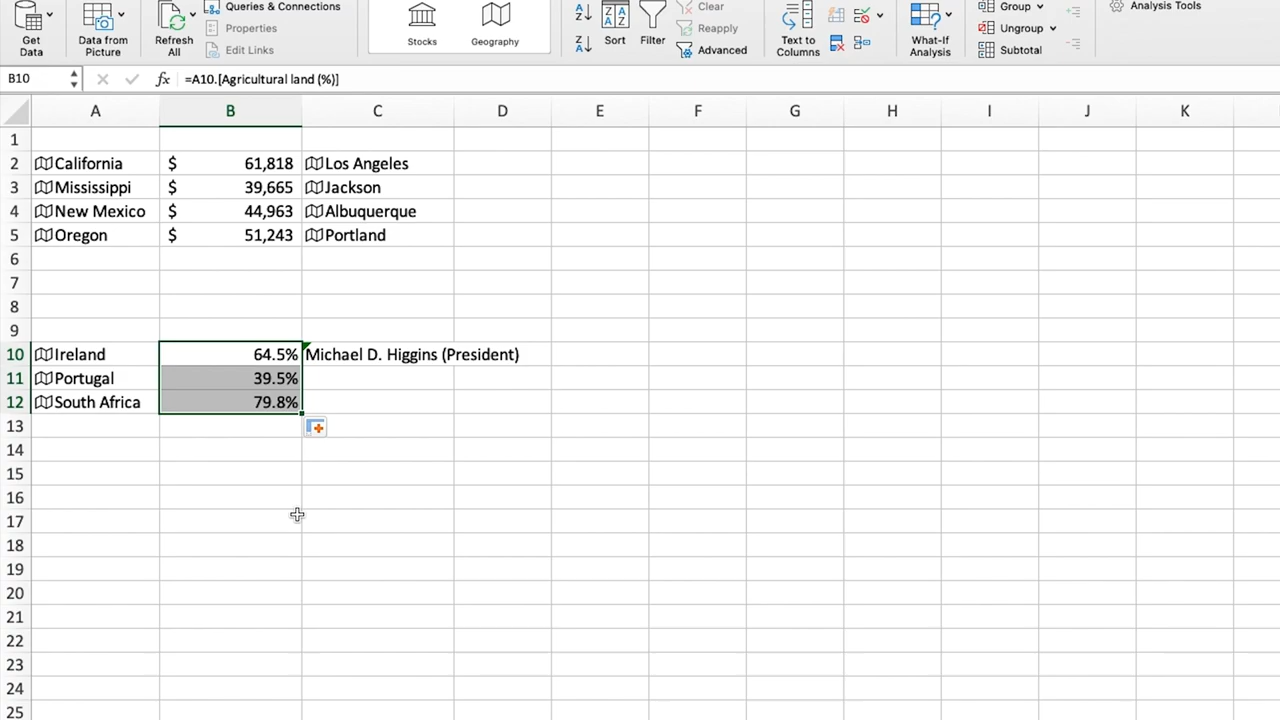 Queries & Connections
Properties
Edit Links
Get Data
Data from Picture
Refresh All
Stocks
Geography
Sort
Filter
Clear
Reapply
Advanced
Text to Columns
What-If Analysis
Group
Ungroup
Subtotal
Analysis Tools
B10 fx =A10.[Agricultural land (%)]
A B C D E F G H I J K
1
2 California $ 61,818 Los Angeles
3 Mississippi $ 39,665 Jackson
4 New Mexico $ 44,963 Albuquerque
5 Oregon $ 51,243 Portland
6
7
8
9
10 Ireland 64.5% Michael D. Higgins (President)
11 Portugal 39.5%
12 South Africa 79.8%
13
14
15
16
17
18
19
20
21
22
23
24
25